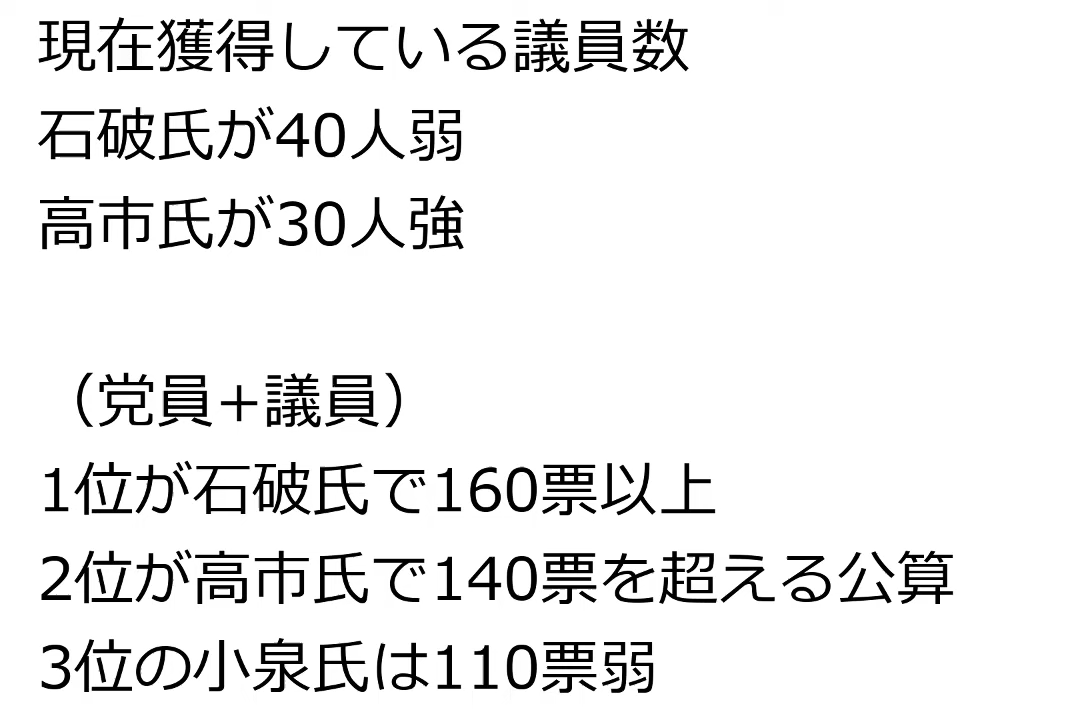 現在獲得している議員数
石破氏が40人弱
高市氏が30人強
（党員+議員）
1位が石破氏で160票以上
2位が高市氏で140票を超える公算
3位の小泉氏は110票弱